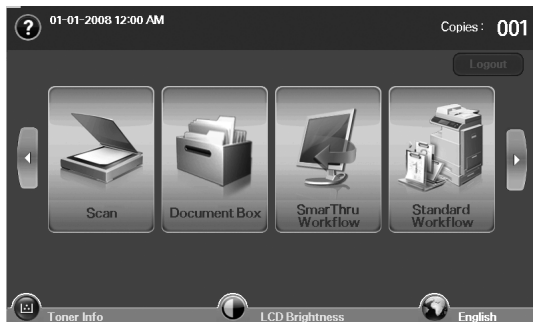 01-01-2008 12:00 AM
Copies : 001
Logout
Scan
Document Box
SmarThru
Workflow
Standard
Workflow
Toner Info
LCD Brightness
English